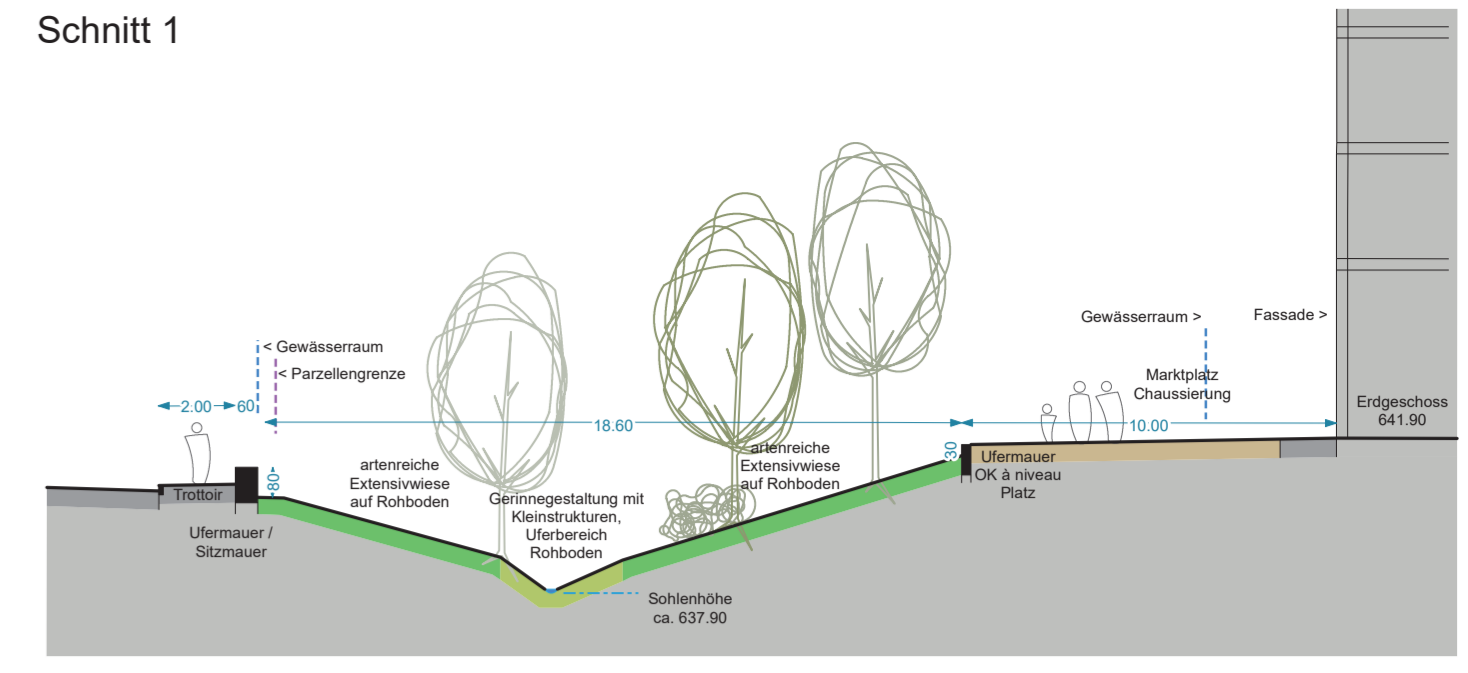 Schnitt 1
Gewässerraum >
Fassade >
< Gewässerraum
< Parzellengrenze
Marktplatz
Chaussierung
2.00
60
18.60
10.00
Erdgeschoss
641.90
artenreiche
Extensivwiese
auf Rohboden
artenreiche
Extensivwiese
auf Rohboden
30
Ufermauer
OK à niveau
Platz
80
Trottoir
Gerinnegestaltung mit
Kleinstrukturen,
Uferbereich
Rohboden
Ufermauer /
Sitzmauer
Sohlenhöhe
ca. 637.90